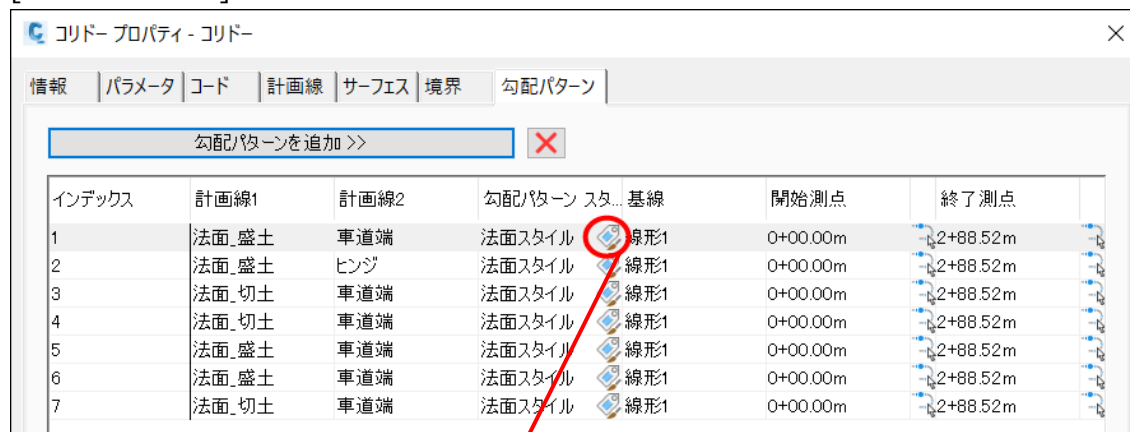 コリドー プロパティ - コリドー
情報 パラメータ コード 計画線 サーフェス 境界 勾配パターン
勾配パターンを追加 >>
インデックス 計画線1 計画線2 勾配パターン スタ... 基線 開始測点 終了測点
1 法面_盛土 車道端 法面スタイル 線形1 0+00.00m 2+88.52m
2 法面_盛土 ヒンジ 法面スタイル 線形1 0+00.00m 2+88.52m
3 法面_切土 車道端 法面スタイル 線形1 0+00.00m 2+88.52m
4 法面_切土 車道端 法面スタイル 線形1 0+00.00m 2+88.52m
5 法面_盛土 車道端 法面スタイル 線形1 0+00.00m 2+88.52m
6 法面_盛土 車道端 法面スタイル 線形1 0+00.00m 2+88.52m
7 法面_切土 車道端 法面スタイル 線形1 0+00.00m 2+88.52m